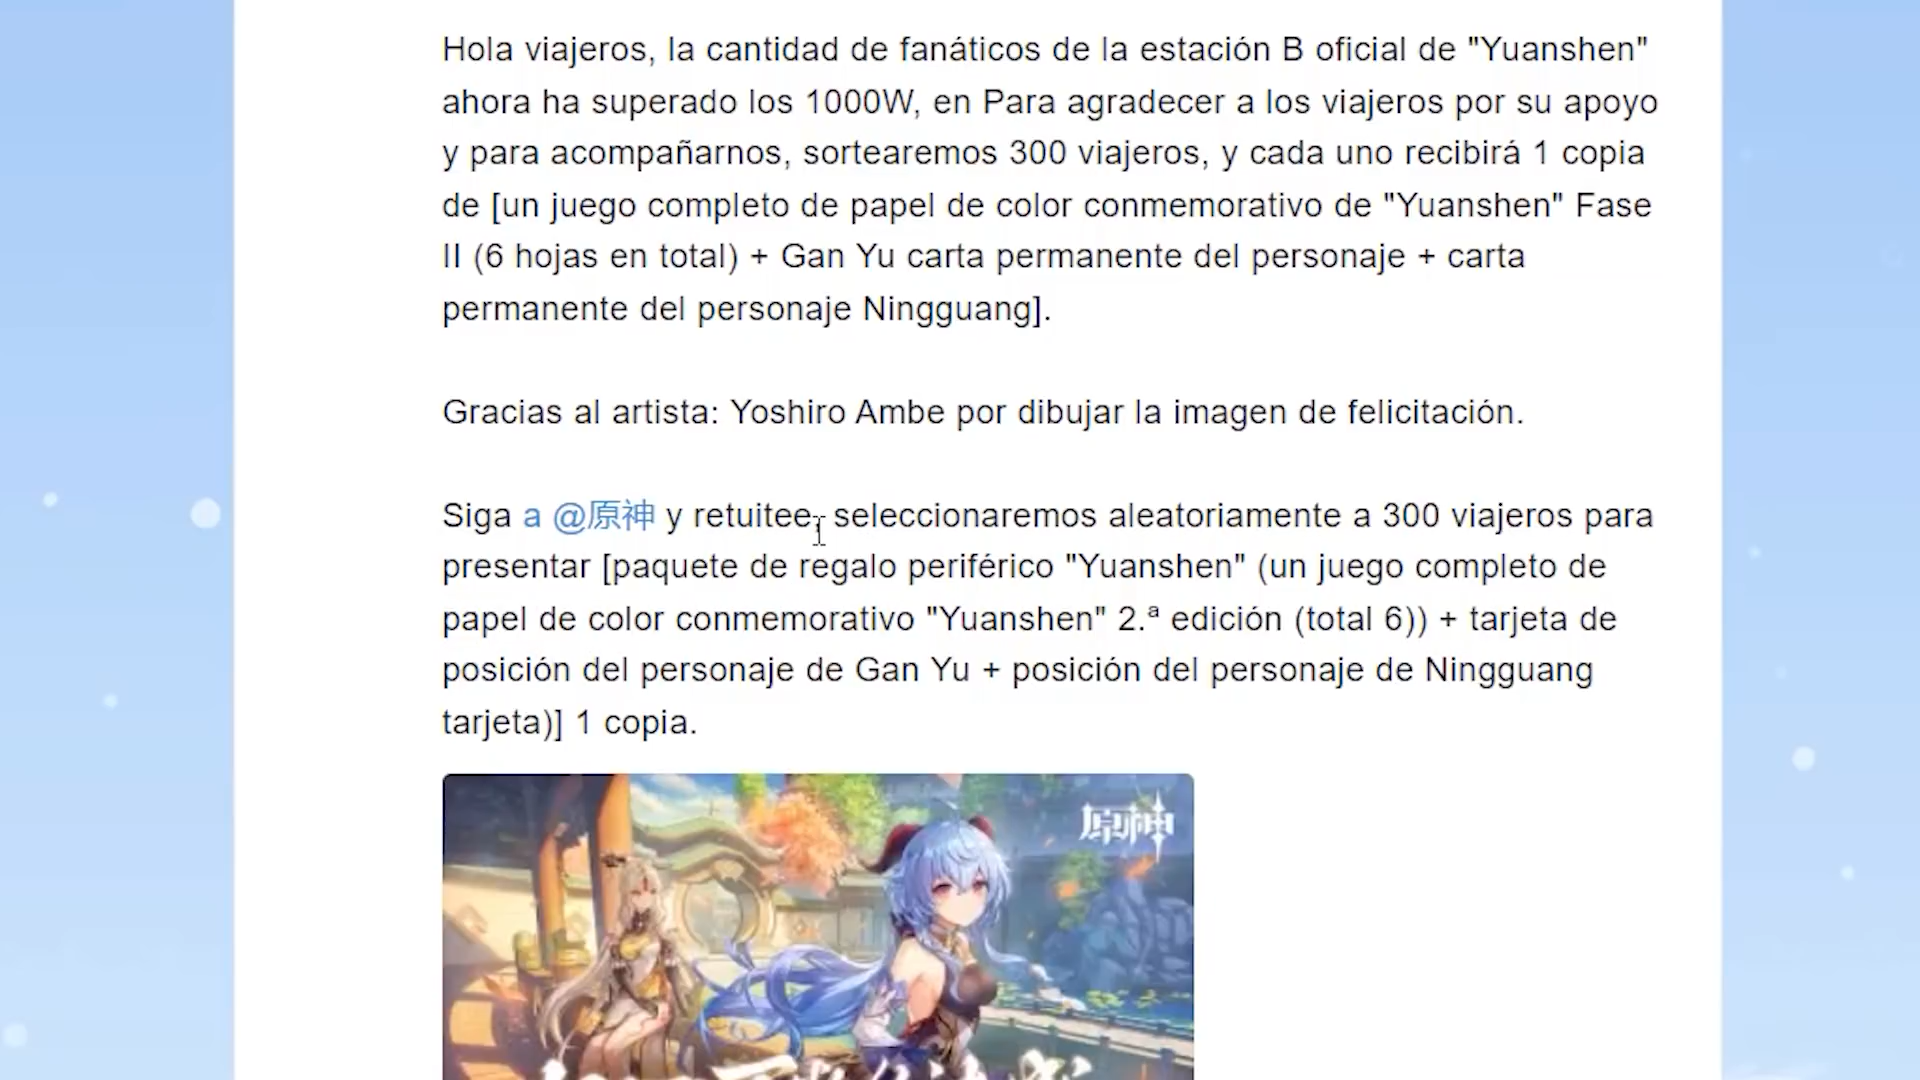 Hola viajeros, la cantidad de fanáticos de la estación B oficial de "Yuanshen"
ahora ha superado los 1000W, en Para agradecer a los viajeros por su apoyo
y para acompañarnos, sortearemos 300 viajeros, y cada uno recibirá 1 copia
de [un juego completo de papel de color conmemorativo de "Yuanshen" Fase
II (6 hojas en total) + Gan Yu carta permanente del personaje + carta
permanente del personaje Ningguang].
Gracias al artista: Yoshiro Ambe por dibujar la imagen de felicitación.
Siga a @原神 y retuitee, seleccionaremos aleatoriamente a 300 viajeros para
presentar [paquete de regalo periférico "Yuanshen" (un juego completo de
papel de color conmemorativo "Yuanshen" 2.ª edición (total 6)) + tarjeta de
posición del personaje de Gan Yu + posición del personaje de Ningguang
tarjeta)] 1 copia.
原神